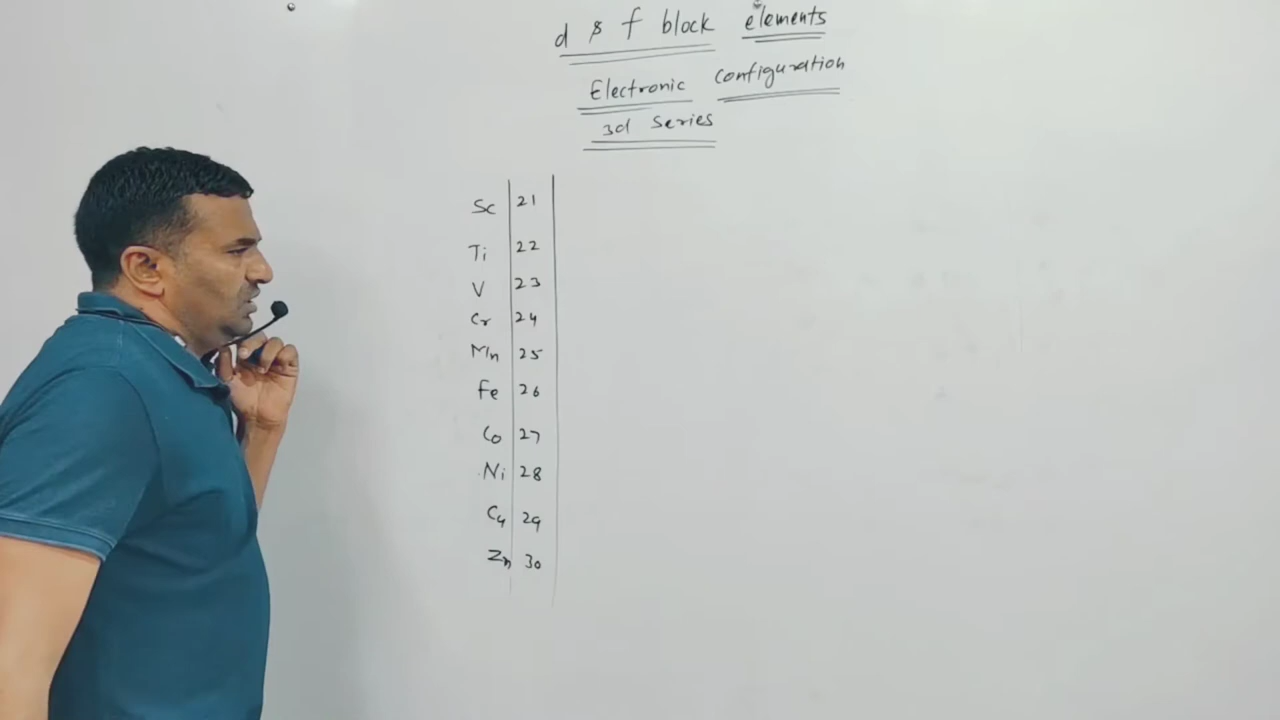 d & f block elements
Electronic configuration
3d series
Sc 21
Ti 22
V 23
Cr 24
Mn 25
Fe 26
Co 27
Ni 28
Cu 29
Zn 30